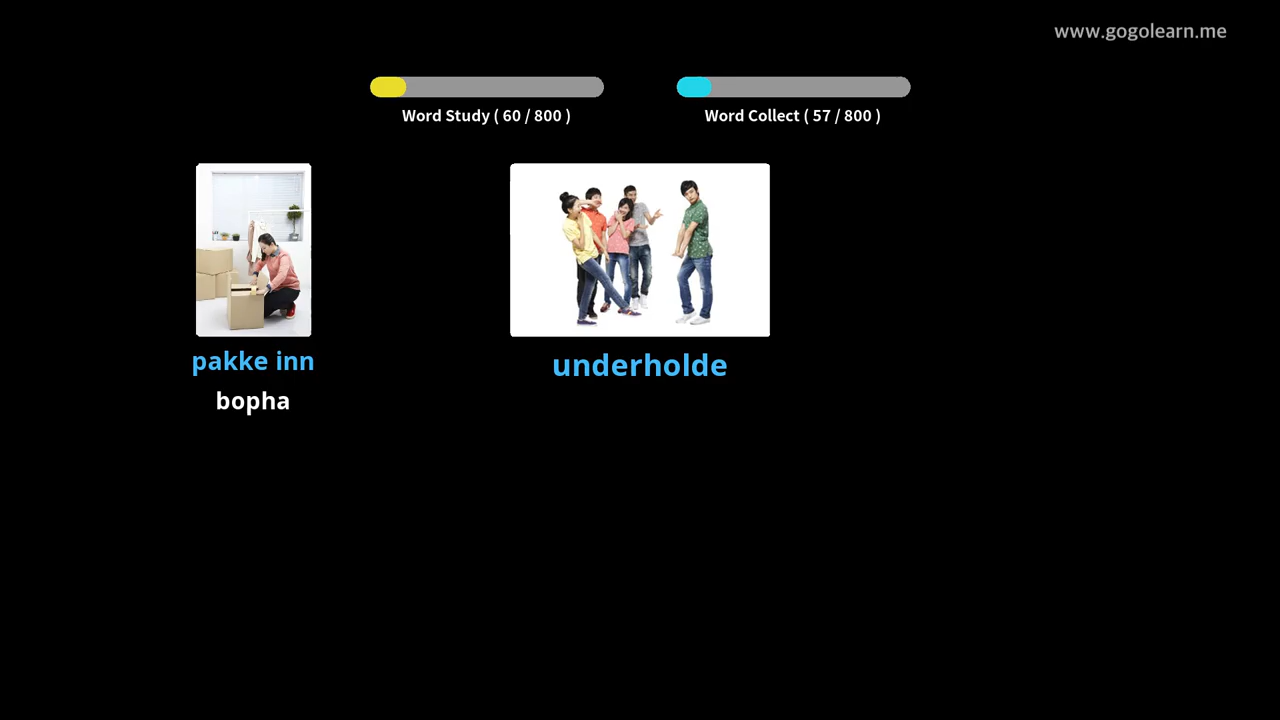 www.gogolearn.me
Word Study ( 60 / 800 )
Word Collect ( 57 / 800 )
pakke inn
bopha
underholde